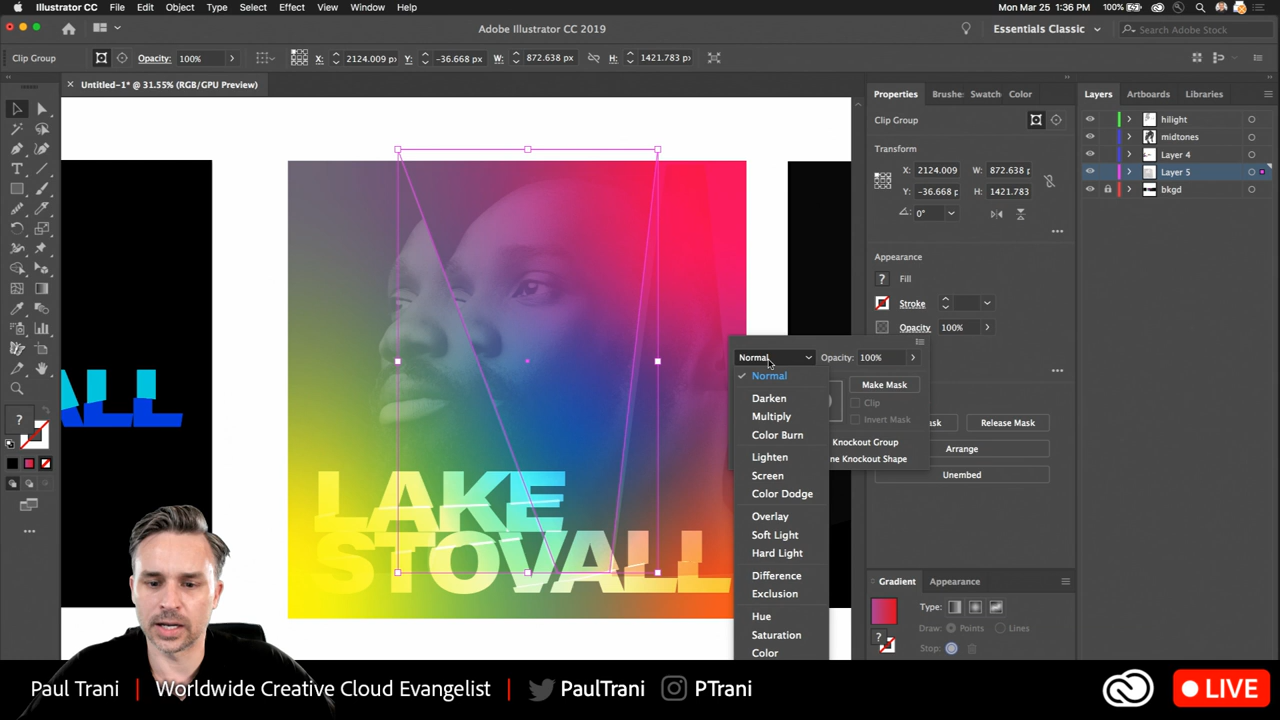 Illustrator CC File Edit Object Type Select Effect View Window Help
100% Mon Mar 25 1:36 PM
Adobe Illustrator CC 2019
Essentials Classic
Search Adobe Stock
Clip Group Opacity: 100% X: 2124.009 px Y: -36.668 px W: 872.638 px H: 1421.783 px
× Untitled-1* @ 31.55% (RGB/GPU Preview)
Properties Brushe: Swatch Color
Layers Artboards Libraries
Clip Group
hilight
midtones
Layer 4
Layer 5
bkgd
Transform
X: 2124.009 W: 872.638 p
Y: -36.668 p H: 1421.783
0°
Appearance
? Fill
Stroke
Opacity 100%
Normal Opacity: 100%
Normal
Darken
Multiply
Color Burn
Lighten
Screen
Color Dodge
Overlay
Soft Light
Hard Light
Difference
Exclusion
Hue
Saturation
Color
Make Mask
Clip
Invert Mask
ask Release Mask
Knockout Group
Arrange
ne Knockout Shape
Unembed
ALL
LAKE
STOVALL
?
Gradient Appearance
Type:
Draw: Points Lines
? Stop:
Paul Trani | Worldwide Creative Cloud Evangelist | PaulTrani PTrani
LIVE